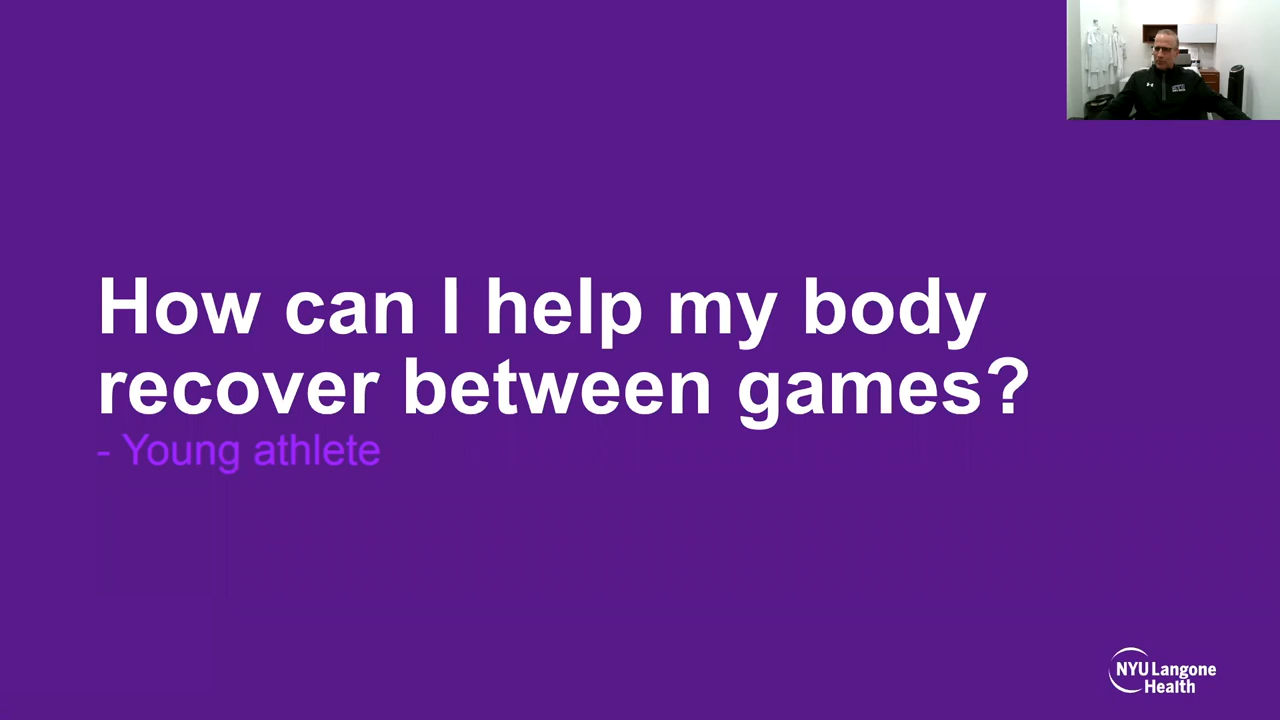 How can I help my body
recover between games?
- Young athlete
NYU Langone
Health